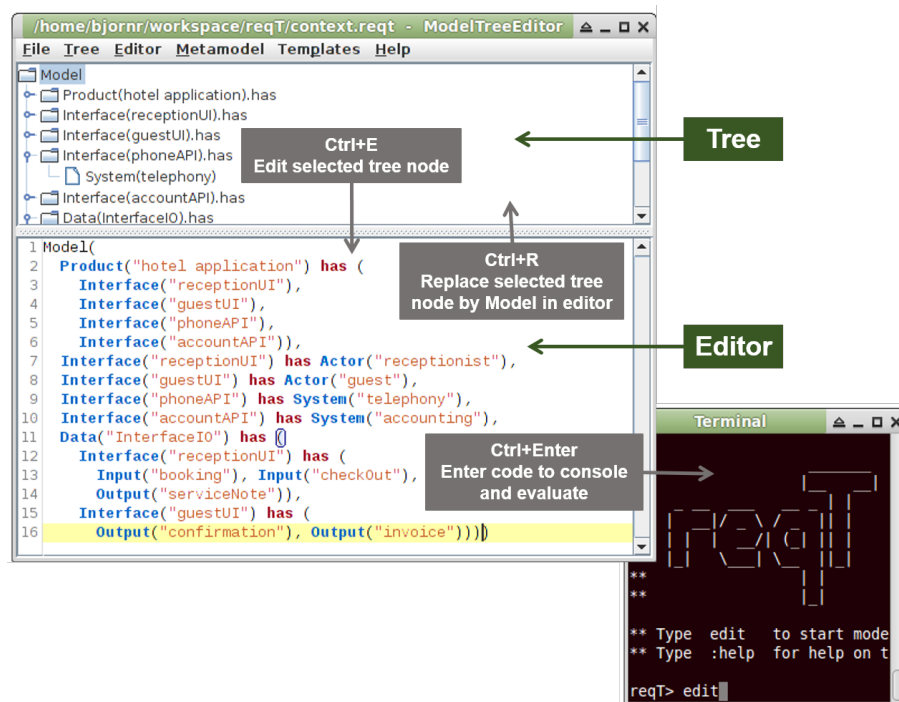 /home/bjornr/workspace/reqT/context.reqt - ModelTreeEditor
File Tree Editor Metamodel Templates Help
Model
Product(hotel application).has
Interface(receptionUI).has
Interface(guestUI).has
Interface(phoneAPI).has
System(telephony)
Interface(accountAPI).has
Data(InterfaceIO).has
Ctrl+E
Edit selected tree node
Tree
Ctrl+R
Replace selected tree
node by Model in editor
Editor
1 Model(
2 Product("hotel application") has (
3 Interface("receptionUI"),
4 Interface("guestUI"),
5 Interface("phoneAPI"),
6 Interface("accountAPI")),
7 Interface("receptionUI") has Actor("receptionist"),
8 Interface("guestUI") has Actor("guest"),
9 Interface("phoneAPI") has System("telephony"),
10 Interface("accountAPI") has System("accounting"),
11 Data("InterfaceIO") has (
12 Interface("receptionUI") has (
13 Input("booking"), Input("checkOut"),
14 Output("serviceNote")),
15 Interface("guestUI") has (
16 Output("confirmation"), Output("invoice"))))
Ctrl+Enter
Enter code to console
and evaluate
Terminal
reqT
**
**
** Type edit to start mode
** Type :help for help on t
reqT> edit